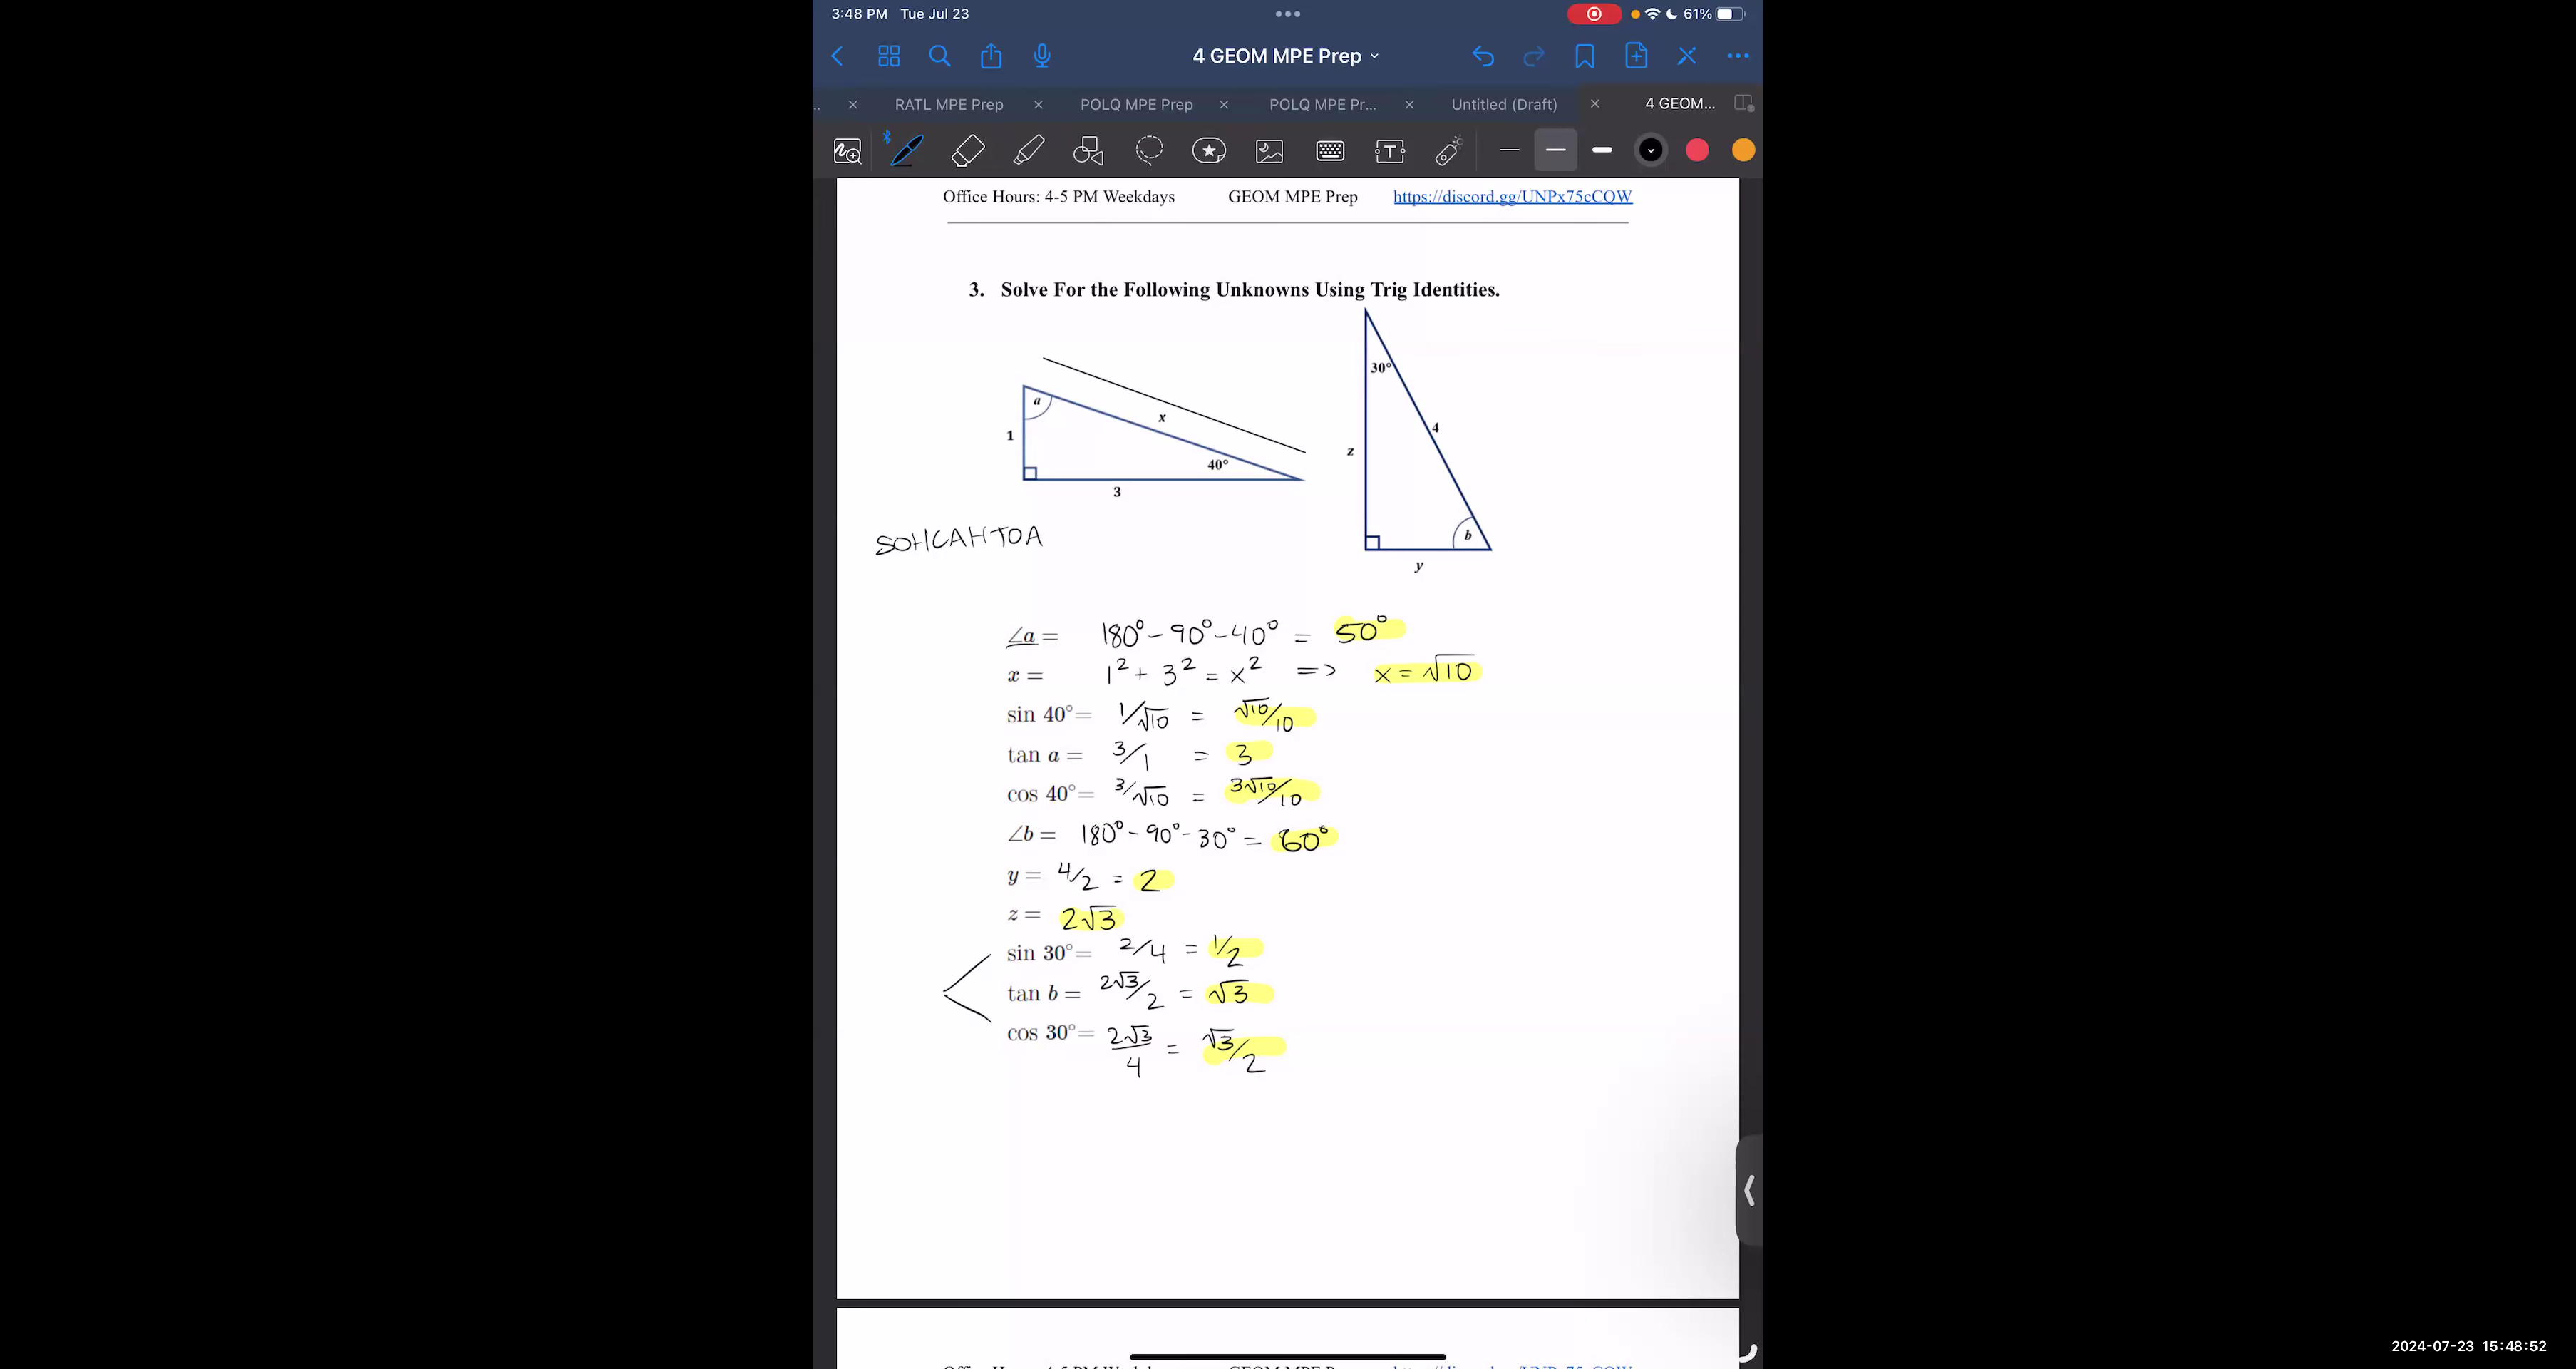 3:48 PM Tue Jul 23
61%
4 GEOM MPE Prep
.. RATL MPE Prep POLQ MPE Prep POLQ MPE Pr... Untitled (Draft) 4 GEOM...
Office Hours: 4-5 PM Weekdays GEOM MPE Prep https://discord.gg/UNPx75cCQW
3. Solve For the Following Unknowns Using Trig Identities.
30°
a
x
4
1
z
40°
3
SOHCAHTOA
b
y
∠a = 180° - 90° - 40° = 50°
x = 1² + 3² = x² => x = √10
sin 40° = 1/√10 = √10/10
tan a = 3/1 = 3
cos 40° = 3/√10 = 3√10/10
∠b = 180° - 90° - 30° = 60°
y = 4/2 = 2
z = 2√3
sin 30° = 2/4 = 1/2
tan b = 2√3/2 = √3
cos 30° = 2√3/4 = √3/2
2024-07-23 15:48:52